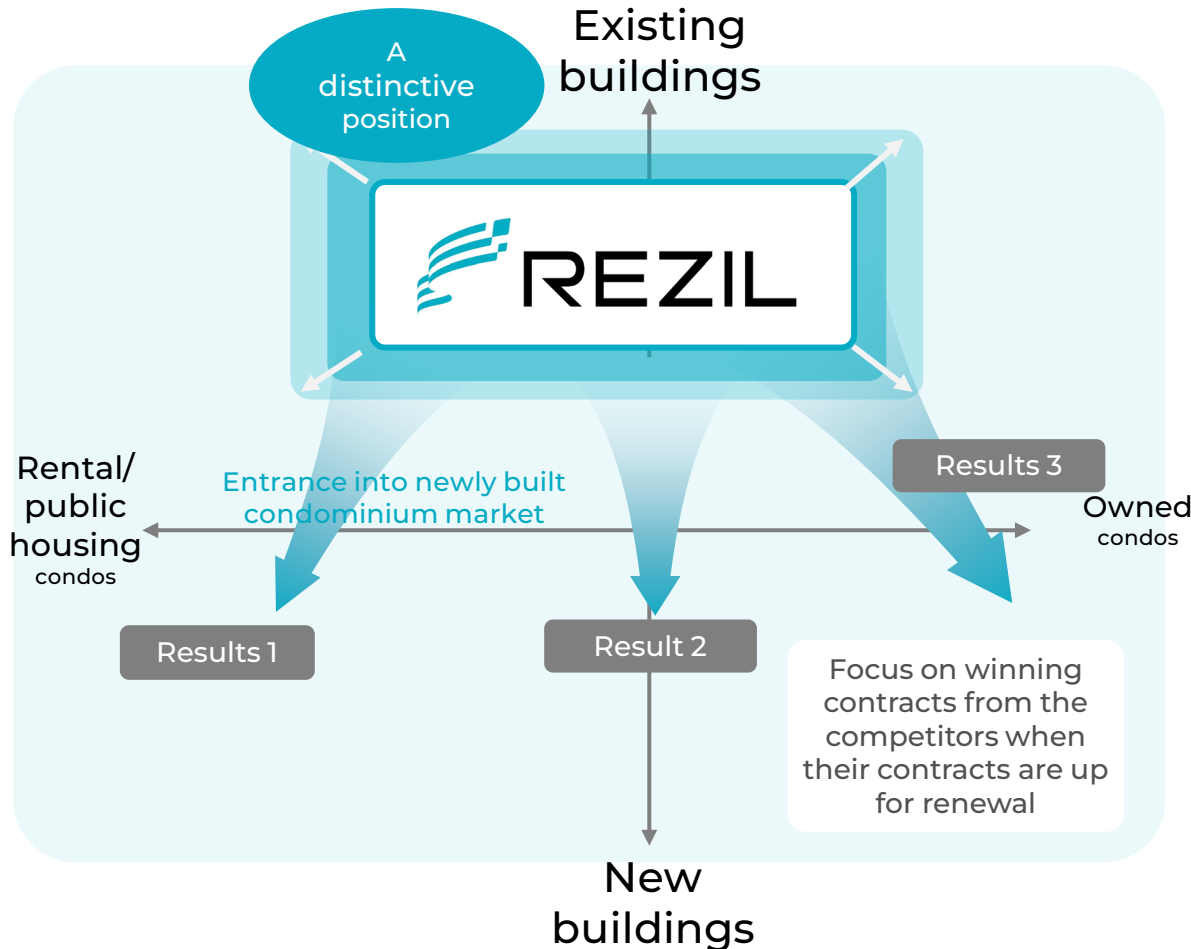 A
distinctive
position
Existing
buildings
REZIL
Rental/
public
housing
condos
Entrance into newly built
condominium market
Results 3
Owned
condos
Results 1
Result 2
Focus on winning
contracts from the
competitors when
their contracts are up
for renewal
New
buildings